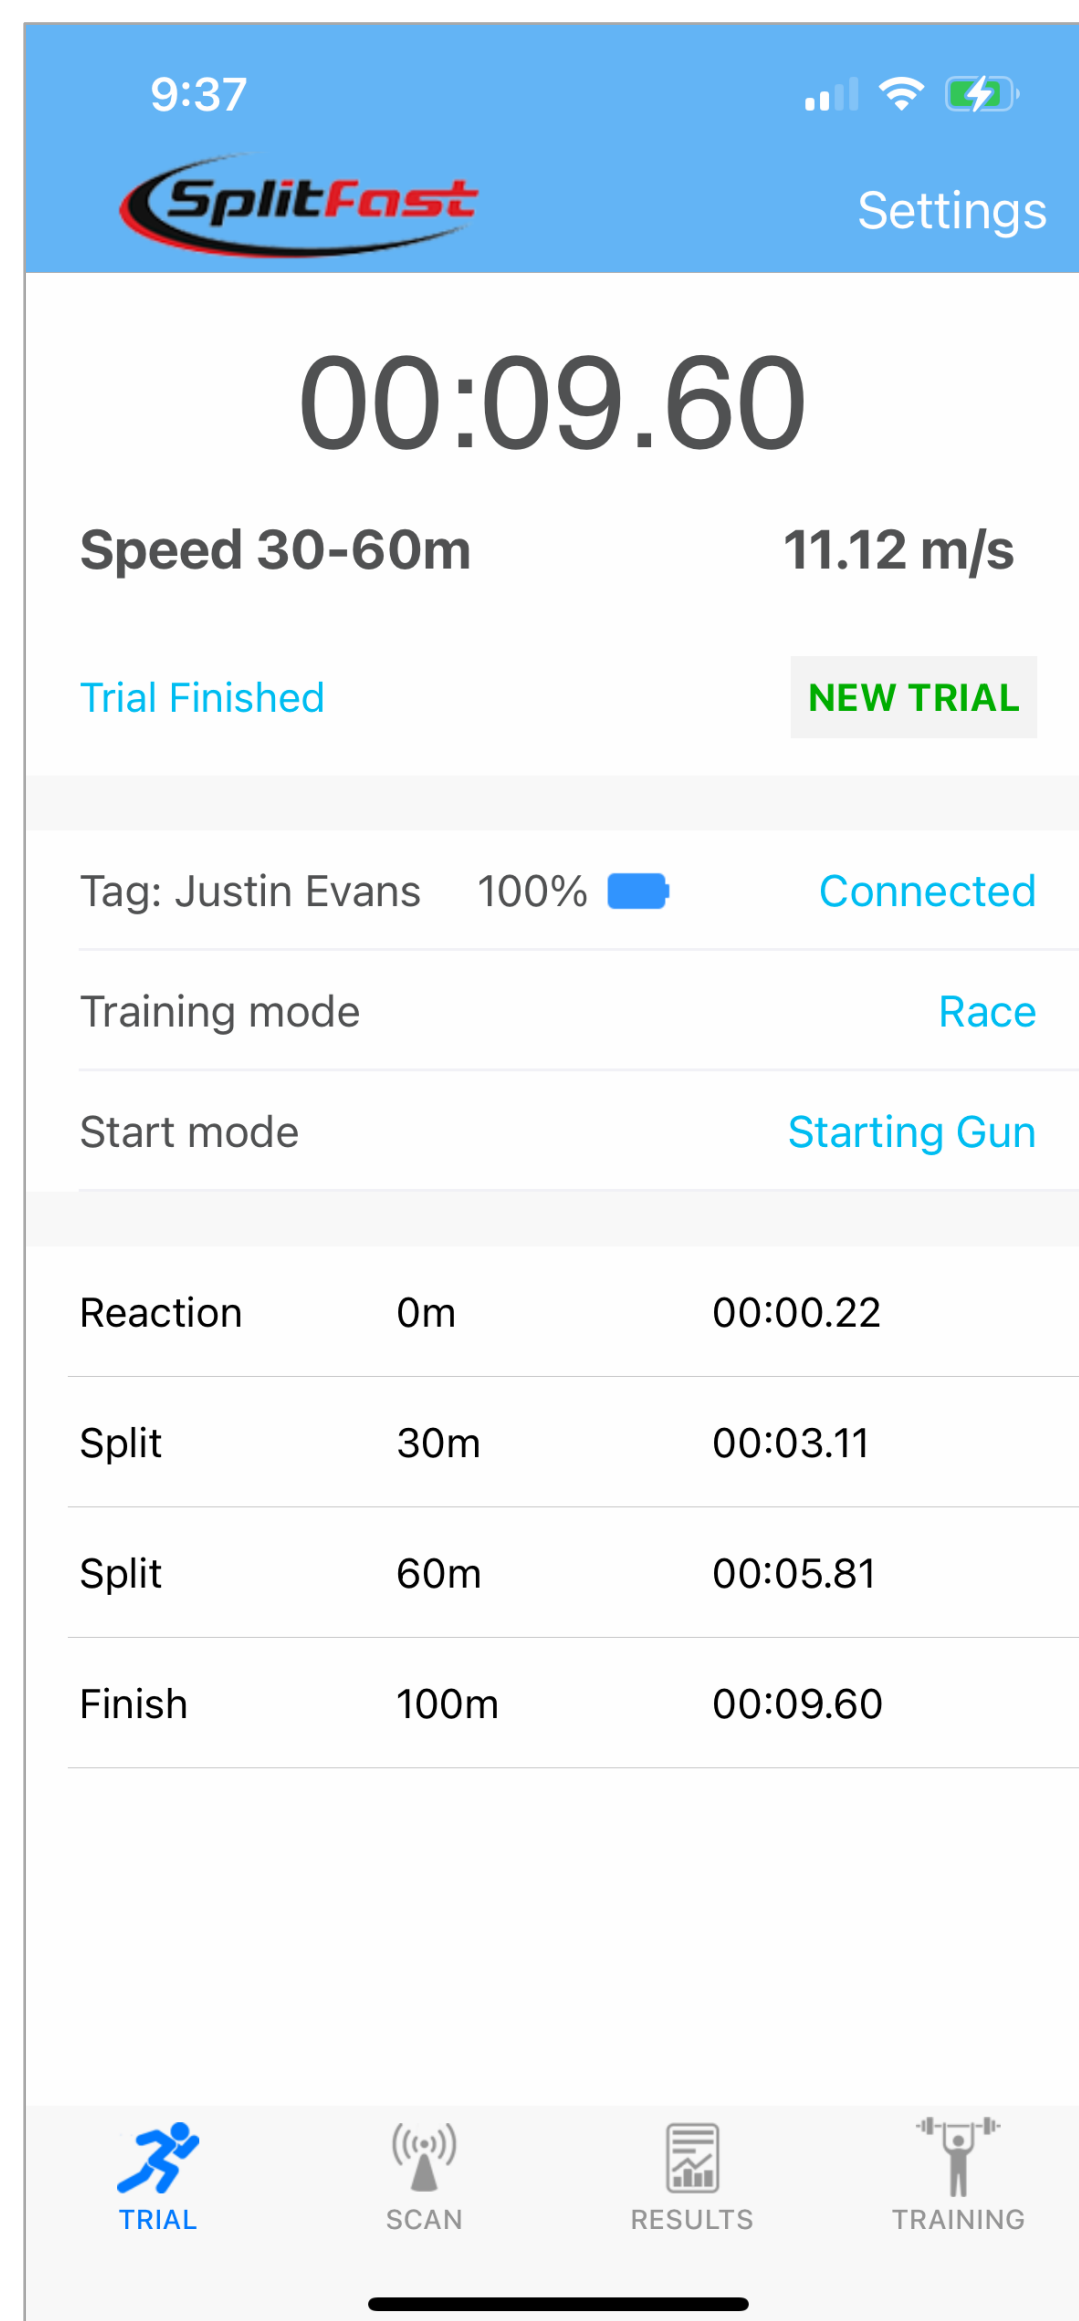 9:37
SplitFast
Settings
00:09.60
Speed 30-60m 11.12 m/s
Trial Finished NEW TRIAL
Tag: Justin Evans 100% Connected
Training mode Race
Start mode Starting Gun
Reaction 0m 00:00.22
Split 30m 00:03.11
Split 60m 00:05.81
Finish 100m 00:09.60
TRIAL SCAN RESULTS TRAINING